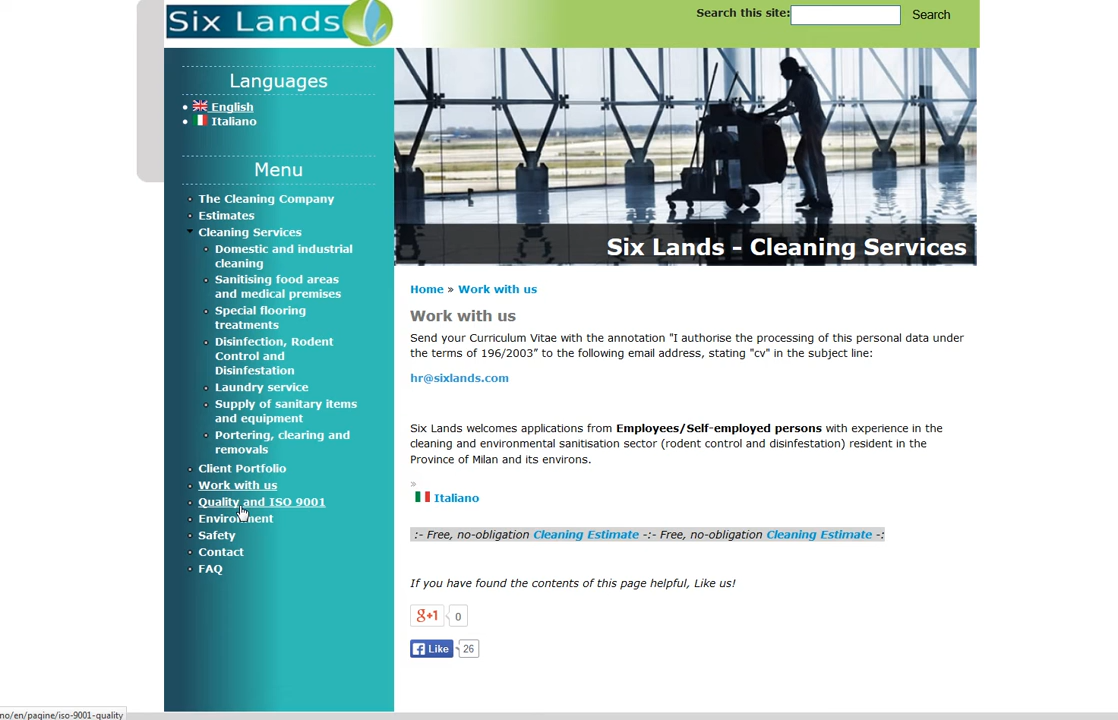 Six Lands
Search this site:
Search
Languages
English
Italiano
Menu
The Cleaning Company
Estimates
Cleaning Services
Domestic and industrial
cleaning
Sanitising food areas
and medical premises
Special flooring
treatments
Disinfection, Rodent
Control and
Disinfestation
Laundry service
Supply of sanitary items
and equipment
Portering, clearing and
removals
Client Portfolio
Work with us
Quality and ISO 9001
Environment
Safety
Contact
FAQ
Six Lands - Cleaning Services
Home » Work with us
Work with us
Send your Curriculum Vitae with the annotation "I authorise the processing of this personal data under
the terms of 196/2003" to the following email address, stating "cv" in the subject line:
hr@sixlands.com
Six Lands welcomes applications from Employees/Self-employed persons with experience in the
cleaning and environmental sanitisation sector (rodent control and disinfestation) resident in the
Province of Milan and its environs.
»
Italiano
:- Free, no-obligation Cleaning Estimate -:- Free, no-obligation Cleaning Estimate -:
If you have found the contents of this page helpful, Like us!
g+1 0
Like 26
no/en/pagine/iso-9001-quality